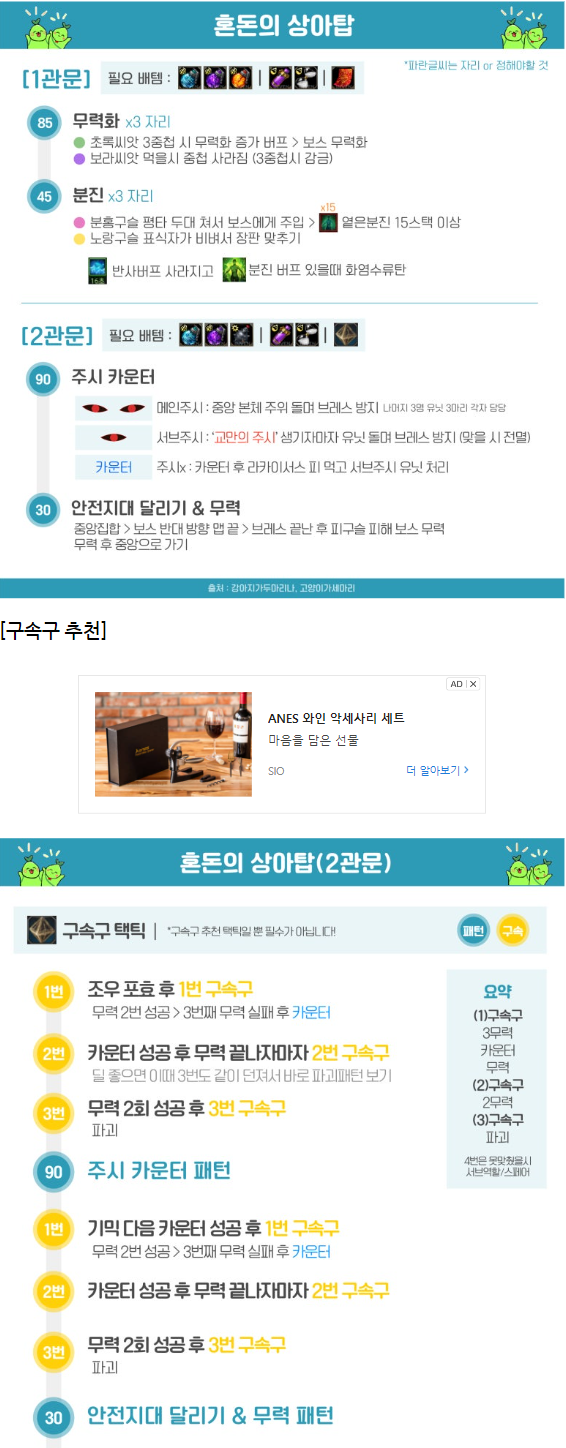 혼돈의 상아탑
*파란글씨는 자리 or 정해야할 것
[1관문] 필요 배템 : | |
85 무력화 x3 자리
초록씨앗 3중첩 시 무력화 증가 버프 > 보스 무력화
보라씨앗 먹을시 중첩 사라짐 (3중첩시 감금)
45 분진 x3 자리
x15
분홍구슬 평타 두대 쳐서 보스에게 주입 > 옅은분진 15스택 이상
노랑구슬 표식자가 비벼서 장판 맞추기
반사버프 사라지고 분진 버프 있을때 화염수류탄
[2관문] 필요 배템 : | |
90 주시 카운터
메인주시 : 중앙 본체 주위 돌며 브레스 방지 나머지 3명 유닛 3마리 각자 담당
서브주시 : '교만의 주시' 생기자마자 유닛 돌며 브레스 방지 (맞을 시 전멸)
카운터 주시x : 카운터 후 라카이서스 피 먹고 서브주시 유닛 처리
30 안전지대 달리기 & 무력
중앙집합 > 보스 반대 방향 맵 끝 > 브레스 끝난 후 피구슬 피해 보스 무력
무력 후 중앙으로 가기
출처 : 강아지가두마리나, 고양이가세마리
[구속구 추천]
AD X
ANES 와인 악세사리 세트
마음을 담은 선물
SIO 더 알아보기 >
혼돈의 상아탑(2관문)
구속구 택틱 | *구속구 추천 택틱일 뿐 필수가 아닙니다! 패턴 구속
1번 조우 포효 후 1번 구속구
무력 2번 성공 > 3번째 무력 실패 후 카운터
2번 카운터 성공 후 무력 끝나자마자 2번 구속구
딜 좋으면 이때 3번도 같이 던져서 바로 파괴패턴 보기
3번 무력 2회 성공 후 3번 구속구
파괴
90 주시 카운터 패턴
1번 기믹 다음 카운터 성공 후 1번 구속구
무력 2번 성공 > 3번째 무력 실패 후 카운터
2번 카운터 성공 후 무력 끝나자마자 2번 구속구
3번 무력 2회 성공 후 3번 구속구
파괴
30 안전지대 달리기 & 무력 패턴
요약
(1)구속구
3무력
카운터
무력
(2)구속구
2무력
(3)구속구
파괴
4번은 못맞췄을시
서브역할/스페어